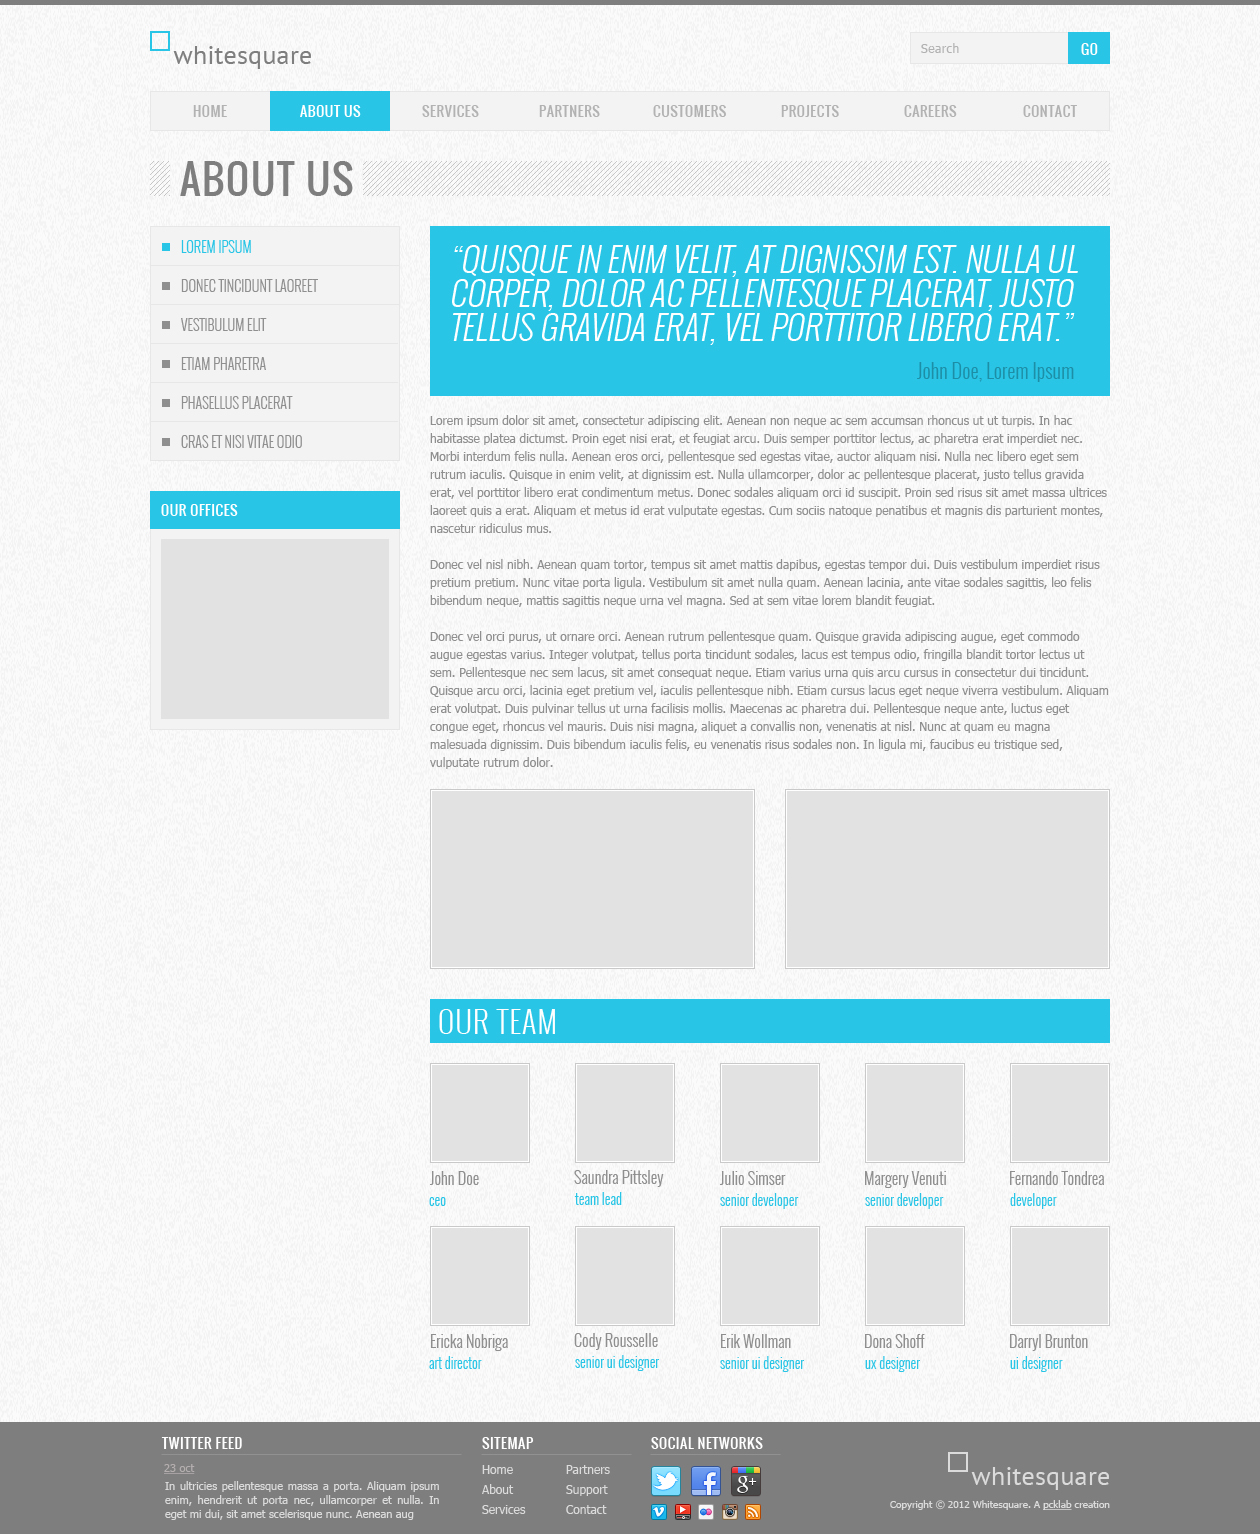 whitesquare
Search
GO
HOME ABOUT US SERVICES PARTNERS CUSTOMERS PROJECTS CAREERS CONTACT
ABOUT US
LOREM IPSUM
DONEC TINCIDUNT LAOREET
VESTIBULUM ELIT
ETIAM PHARETRA
PHASELLUS PLACERAT
CRAS ET NISI VITAE ODIO
OUR OFFICES
“QUISQUE IN ENIM VELIT, AT DIGNISSIM EST. NULLA UL
CORPER, DOLOR AC PELLENTESQUE PLACERAT, JUSTO
TELLUS GRAVIDA ERAT, VEL PORTTITOR LIBERO ERAT.”
John Doe, Lorem Ipsum
Lorem ipsum dolor sit amet, consectetur adipiscing elit. Aenean non neque ac sem accumsan rhoncus ut ut turpis. In hac
habitasse platea dictumst. Proin eget nisi erat, et feugiat arcu. Duis semper porttitor lectus, ac pharetra erat imperdiet nec.
Morbi interdum felis nulla. Aenean eros orci, pellentesque sed egestas vitae, auctor aliquam nisi. Nulla nec libero eget sem
rutrum iaculis. Quisque in enim velit, at dignissim est. Nulla ullamcorper, dolor ac pellentesque placerat, justo tellus gravida
erat, vel porttitor libero erat condimentum metus. Donec sodales aliquam orci id suscipit. Proin sed risus sit amet massa ultrices
laoreet quis a erat. Aliquam et metus id erat vulputate egestas. Cum sociis natoque penatibus et magnis dis parturient montes,
nascetur ridiculus mus.
Donec vel nisl nibh. Aenean quam tortor, tempus sit amet mattis dapibus, egestas tempor dui. Duis vestibulum imperdiet risus
pretium pretium. Nunc vitae porta ligula. Vestibulum sit amet nulla quam. Aenean lacinia, ante vitae sodales sagittis, leo felis
bibendum neque, mattis sagittis neque urna vel magna. Sed at sem vitae lorem blandit feugiat.
Donec vel orci purus, ut ornare orci. Aenean rutrum pellentesque quam. Quisque gravida adipiscing augue, eget commodo
augue egestas varius. Integer volutpat, tellus porta tincidunt sodales, lacus est tempus odio, fringilla blandit tortor lectus ut
sem. Pellentesque nec sem lacus, sit amet consequat neque. Etiam varius urna quis arcu cursus in consectetur dui tincidunt.
Quisque arcu orci, lacinia eget pretium vel, iaculis pellentesque nibh. Etiam cursus lacus eget neque viverra vestibulum. Aliquam
erat volutpat. Duis pulvinar tellus ut urna facilisis mollis. Maecenas ac pharetra dui. Pellentesque neque ante, luctus eget
congue eget, rhoncus vel mauris. Duis nisi magna, aliquet a convallis non, venenatis at nisl. Nunc at quam eu magna
malesuada dignissim. Duis bibendum iaculis felis, eu venenatis risus sodales non. In ligula mi, faucibus eu tristique sed,
vulputate rutrum dolor.
OUR TEAM
John Doe
ceo
Saundra Pittsley
team lead
Julio Simser
senior developer
Margery Venuti
senior developer
Fernando Tondrea
developer
Ericka Nobriga
art director
Cody Rousselle
senior ui designer
Erik Wollman
senior ui designer
Dona Shoff
ux designer
Darryl Brunton
ui designer
TWITTER FEED
23 oct
In ultricies pellentesque massa a porta. Aliquam ipsum
enim, hendrerit ut porta nec, ullamcorper et nulla. In
eget mi dui, sit amet scelerisque nunc. Aenean aug
SITEMAP
Home Partners
About Support
Services Contact
SOCIAL NETWORKS
g+
whitesquare
Copyright © 2012 Whitesquare. A pcklab creation